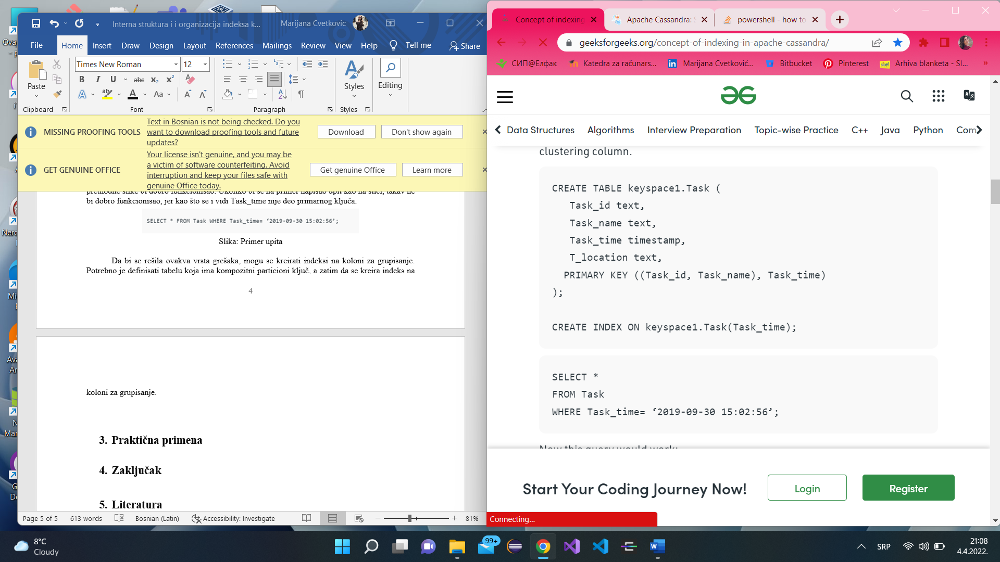 Interna struktura i i organizacija indeksa k...
Marijana Cvetkovic
File
Home
Insert
Draw
Design
Layout
References
Mailings
Review
View
Help
Tell me
Share
Paste
Clipboard
Times New Roman
12
Font
Paragraph
Styles
Styles
Editing
MISSING PROOFING TOOLS
Text in Bosnian is not being checked. Do you
want to download proofing tools and future
updates?
Download
Don't show again
GET GENUINE OFFICE
Your license isn't genuine, and you may be
a victim of software counterfeiting. Avoid
interruption and keep your files safe with
genuine Office today.
Get genuine Office
Learn more
bi dobro funkcionisao, jer kao što se i vidi Task_time nije deo primarnog ključa.
SELECT * FROM Task WHERE Task_time= ‘2019-09-30 15:02:56’;
Slika: Primer upita
Da bi se rešila ovakva vrsta grešaka, mogu se kreirati indeksi na koloni za grupisanje.
Potrebno je definisati tabelu koja ima kompozitni particioni ključ, a zatim da se kreira indeks na
4
koloni za grupisanje.
3. Praktična primena
4. Zaključak
5. Literatura
Page 5 of 5
613 words
Bosnian (Latin)
Accessibility: Investigate
81%
Concept of indexing
Apache Cassandra: S
powershell - how to
geeksforgeeks.org/concept-of-indexing-in-apache-cassandra/
СИП@Елфак
Katedra za računars...
Marijana Cvetković...
Bitbucket
Pinterest
Arhiva blanketa - Sl...
Data Structures
Algorithms
Interview Preparation
Topic-wise Practice
C++
Java
Python
Com
clustering column.
CREATE TABLE keyspace1.Task (
Task_id text,
Task_name text,
Task_time timestamp,
T_location text,
PRIMARY KEY ((Task_id, Task_name), Task_time)
);
CREATE INDEX ON keyspace1.Task(Task_time);
SELECT *
FROM Task
WHERE Task_time= ‘2019-09-30 15:02:56’;
Now this query would work:
Start Your Coding Journey Now!
Login
Register
Connecting...
8°C
Cloudy
99+
SRP
21:08
4.4.2022.